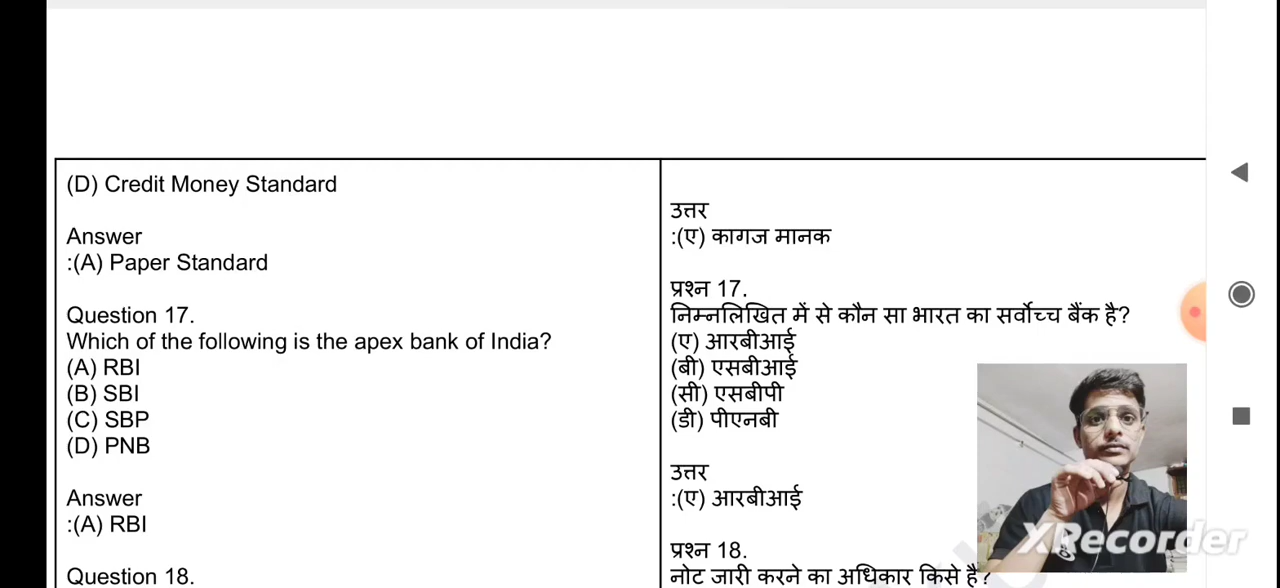 (D) Credit Money Standard
Answer
:(A) Paper Standard
Question 17.
Which of the following is the apex bank of India?
(A) RBI
(B) SBI
(C) SBP
(D) PNB
Answer
:(A) RBI
Question 18.
उत्तर
:(ए) कागज मानक
प्रश्न 17.
निम्नलिखित में से कौन सा भारत का सर्वोच्च बैंक है?
(ए) आरबीआई
(बी) एसबीआई
(सी) एसबीपी
(डी) पीएनबी
उत्तर
:(ए) आरबीआई
प्रश्न 18.
नोट जारी करने का अधिकार किसे है?
XRecorder